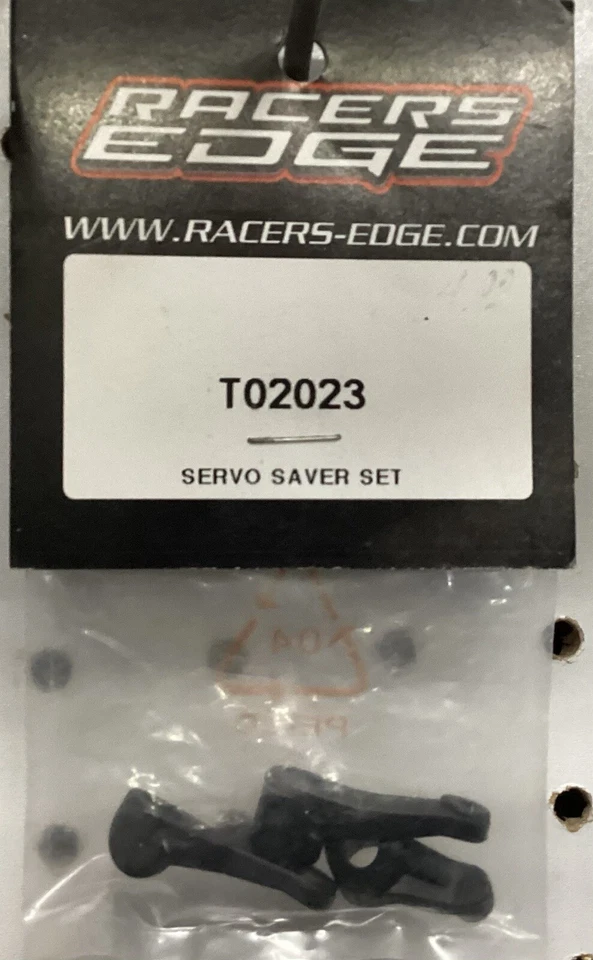 RACERS
EDGE
WWW.RACERS-EDGE.COM
T02023
SERVO SAVER SET